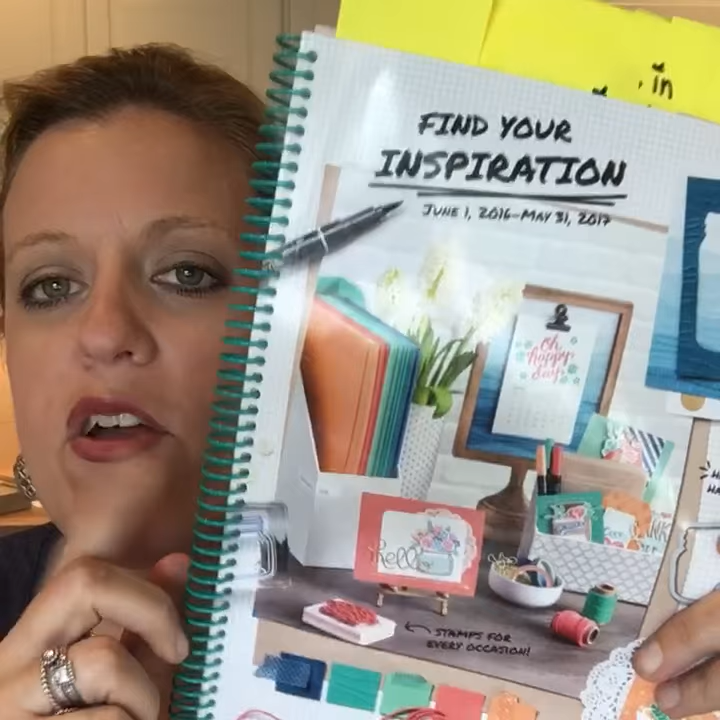 in
FIND YOUR
INSPIRATION
JUNE 1, 2016–MAY 31, 2017
oh
happy
day
hello
STAMPS FOR
EVERY OCCASION!